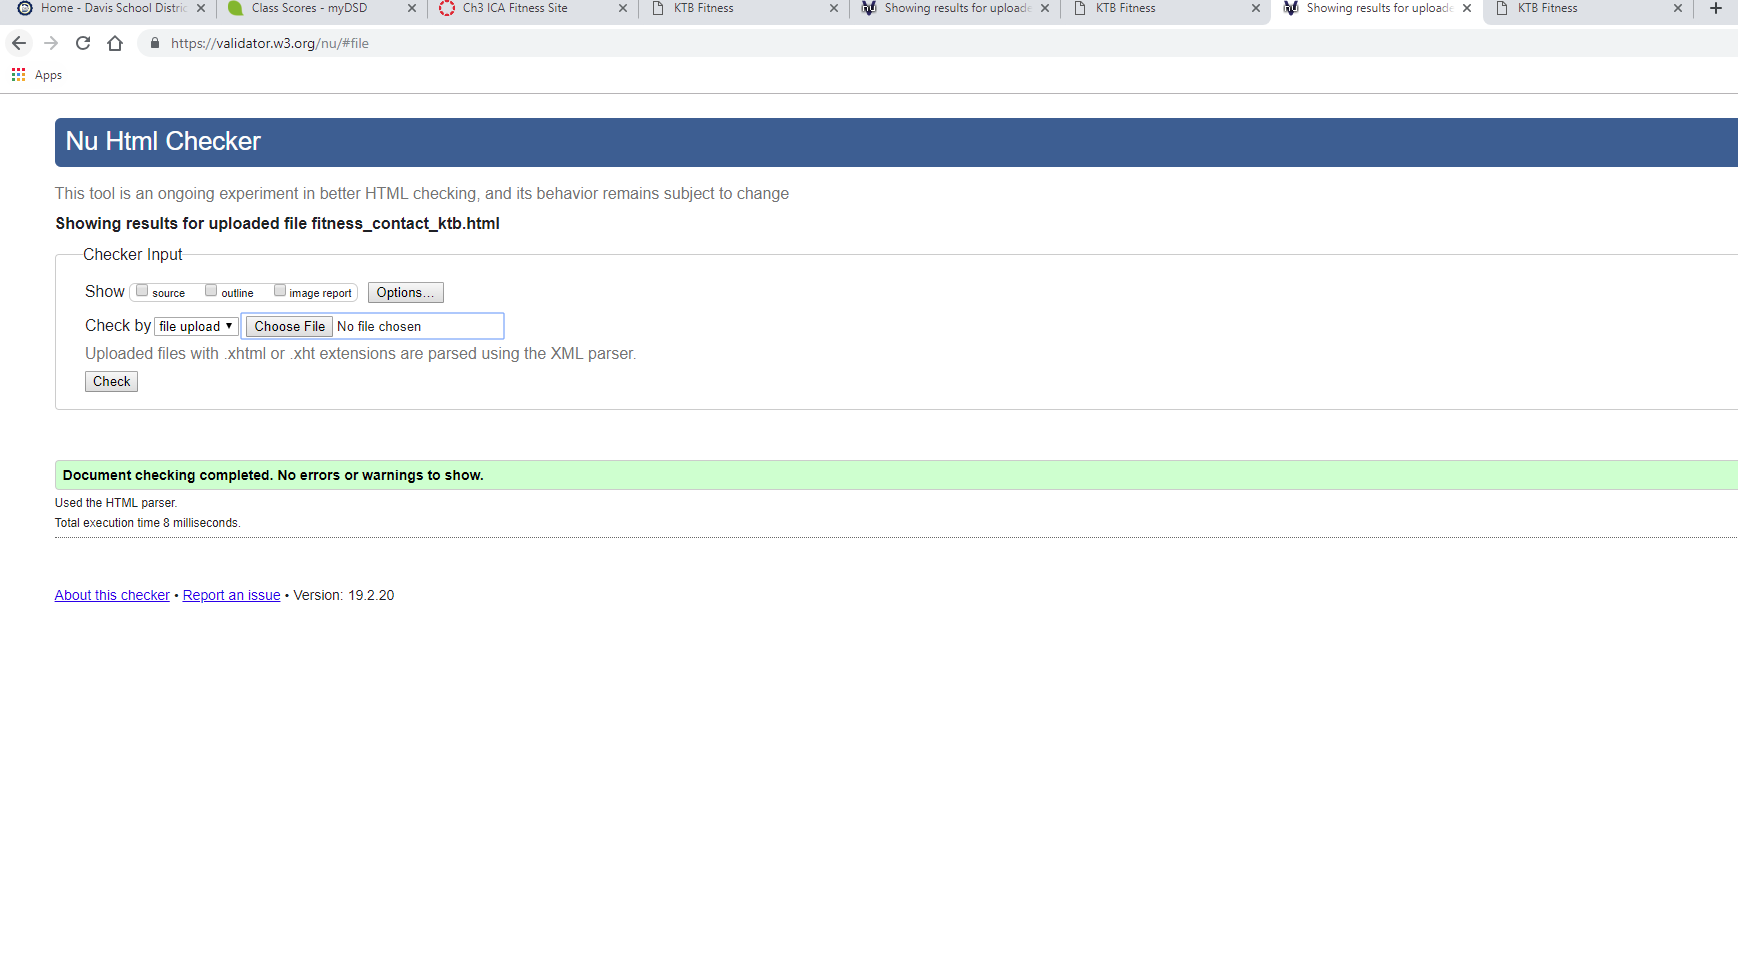 Home - Davis School Distric
Class Scores - myDSD
Ch3 ICA Fitness Site
KTB Fitness
Showing results for uploade
KTB Fitness
Showing results for uploade
KTB Fitness
https://validator.w3.org/nu/#file
Apps
Nu Html Checker
This tool is an ongoing experiment in better HTML checking, and its behavior remains subject to change
Showing results for uploaded file fitness_contact_ktb.html
Checker Input
Show source outline image report Options...
Check by file upload Choose File No file chosen
Uploaded files with .xhtml or .xht extensions are parsed using the XML parser.
Check
Document checking completed. No errors or warnings to show.
Used the HTML parser.
Total execution time 8 milliseconds.
About this checker • Report an issue • Version: 19.2.20